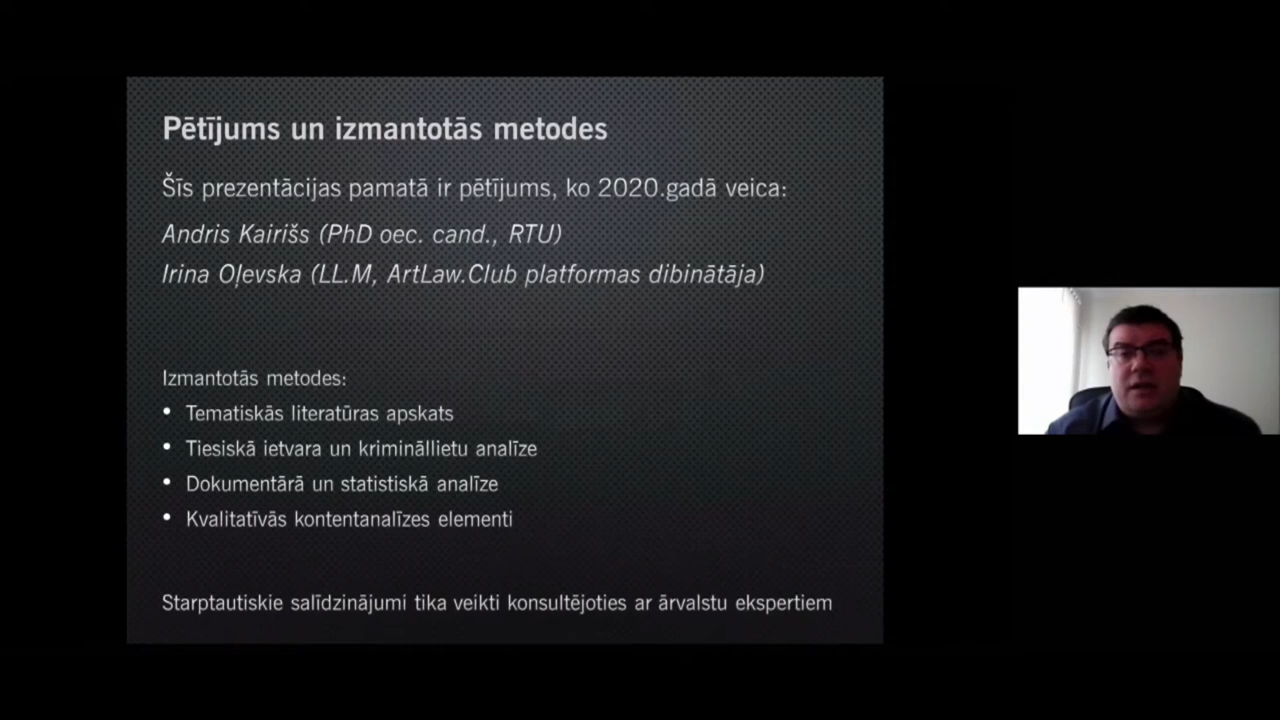 Pētījums un izmantotās metodes
Šīs prezentācijas pamatā ir pētījums, ko 2020.gadā veica:
Andris Kairišs (PhD oec. cand., RTU)
Irina Oļevska (LL.M, ArtLaw.Club platformas dibinātāja)
Izmantotās metodes:
• Tematiskās literatūras apskats
• Tiesiskā ietvara un krimināllietu analīze
• Dokumentārā un statistiskā analīze
• Kvalitatīvās kontentanalīzes elementi
Starptautiskie salīdzinājumi tika veikti konsultējoties ar ārvalstu ekspertiem